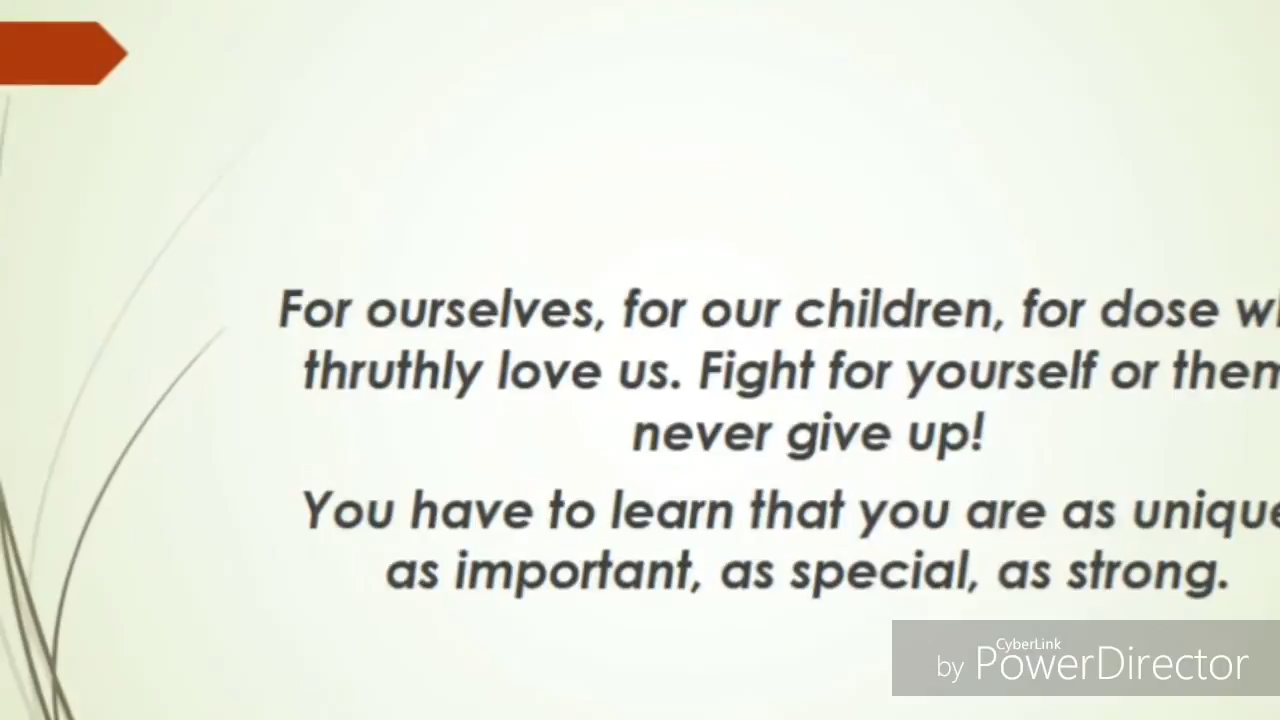 For ourselves, for our children, for dose
thruthly love us. Fight for yourself or them
never give up!
You have to learn that you are as unique
as important, as special, as strong.
CyberLink
by PowerDirector